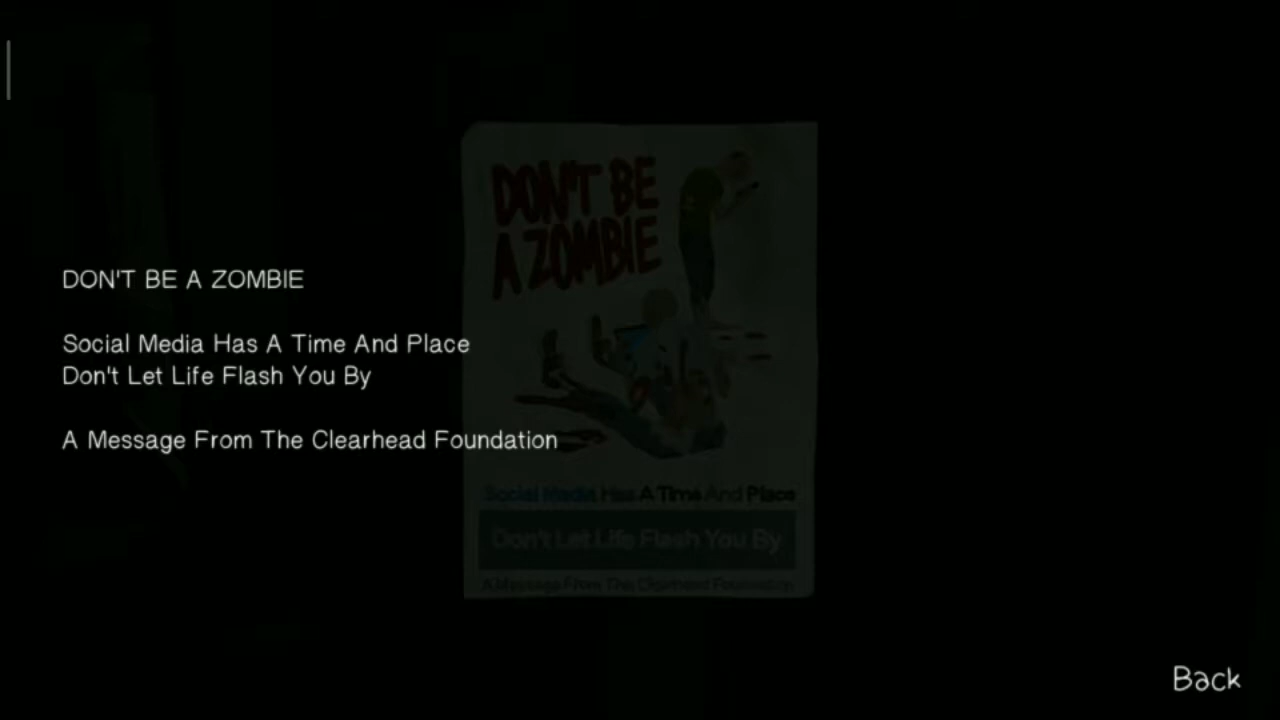 DON'T BE A ZOMBIE
Social Media Has A Time And Place
Don't Let Life Flash You By
A Message From The Clearhead Foundation
DON'T BE
A ZOMBIE
Social Media Has A Time And Place
Don't Let Life Flash You By
A Message From The Clearhead Foundation
Back